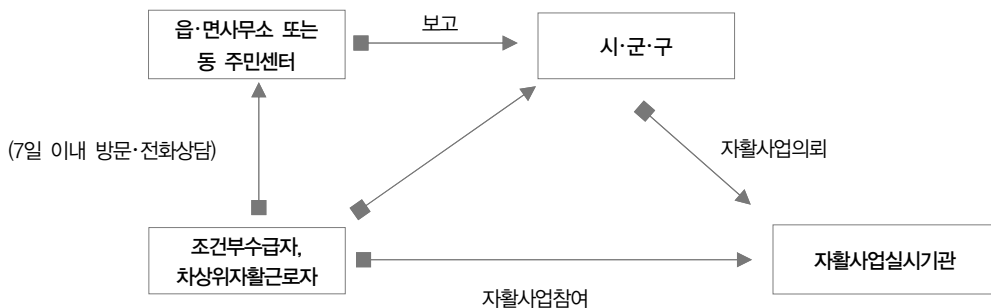 읍·면사무소 또는
동 주민센터
보고
시·군·구
(7일 이내 방문·전화상담)
자활사업의뢰
조건부수급자,
차상위자활근로자
자활사업실시기관
자활사업참여